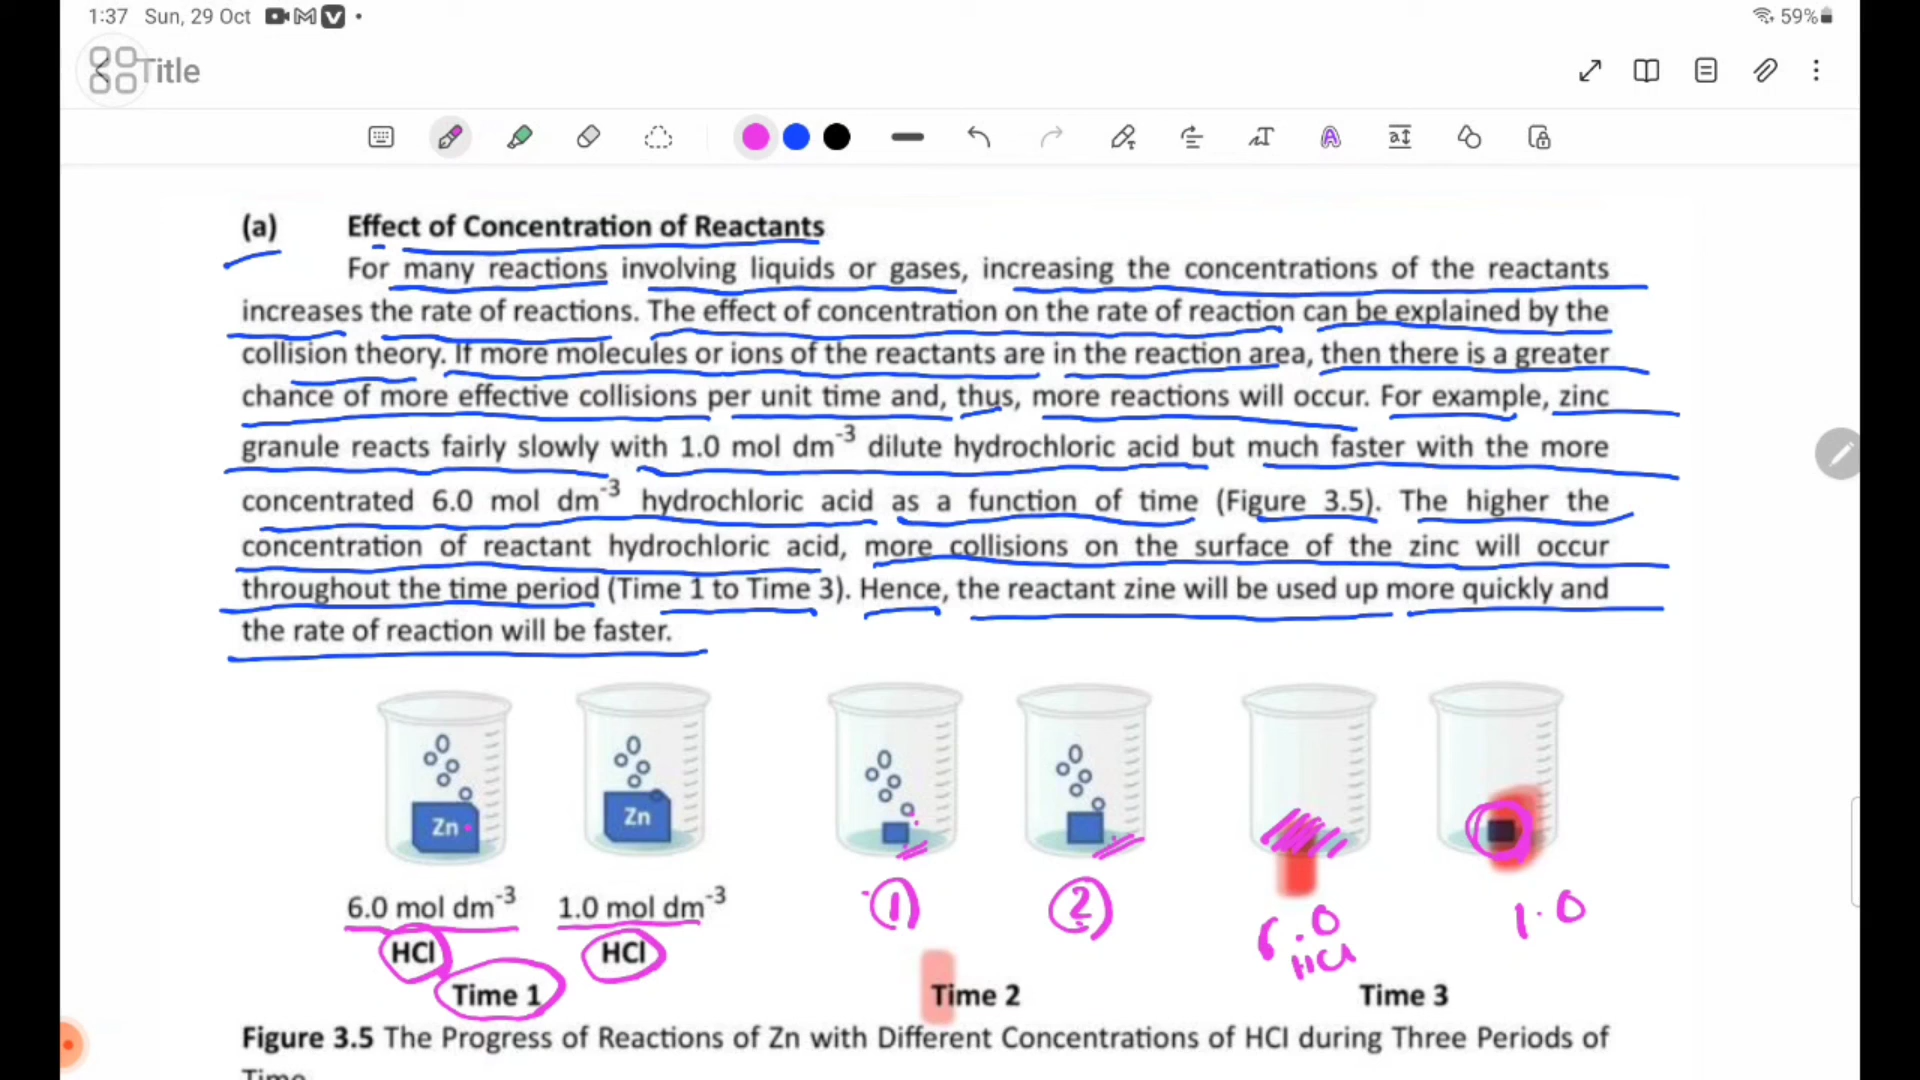 1:37 Sun, 29 Oct
59%
Title
(a) Effect of Concentration of Reactants
For many reactions involving liquids or gases, increasing the concentrations of the reactants
increases the rate of reactions. The effect of concentration on the rate of reaction can be explained by the
collision theory. If more molecules or ions of the reactants are in the reaction area, then there is a greater
chance of more effective collisions per unit time and, thus, more reactions will occur. For example, zinc
granule reacts fairly slowly with 1.0 mol dm⁻³ dilute hydrochloric acid but much faster with the more
concentrated 6.0 mol dm⁻³ hydrochloric acid as a function of time (Figure 3.5). The higher the
concentration of reactant hydrochloric acid, more collisions on the surface of the zinc will occur
throughout the time period (Time 1 to Time 3). Hence, the reactant zine will be used up more quickly and
the rate of reaction will be faster.
Zn Zn
6.0 mol dm⁻³ 1.0 mol dm⁻³ 1 2 6.0 1.0
HCl HCl HCl
Time 1 Time 2 Time 3
Figure 3.5 The Progress of Reactions of Zn with Different Concentrations of HCl during Three Periods of
Time